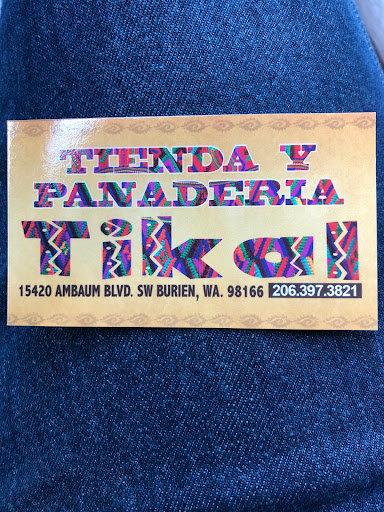 TIENDA Y
PANADERIA
Tikal
15420 AMBAUM BLVD. SW BURIEN, WA. 98166 206.397.3821